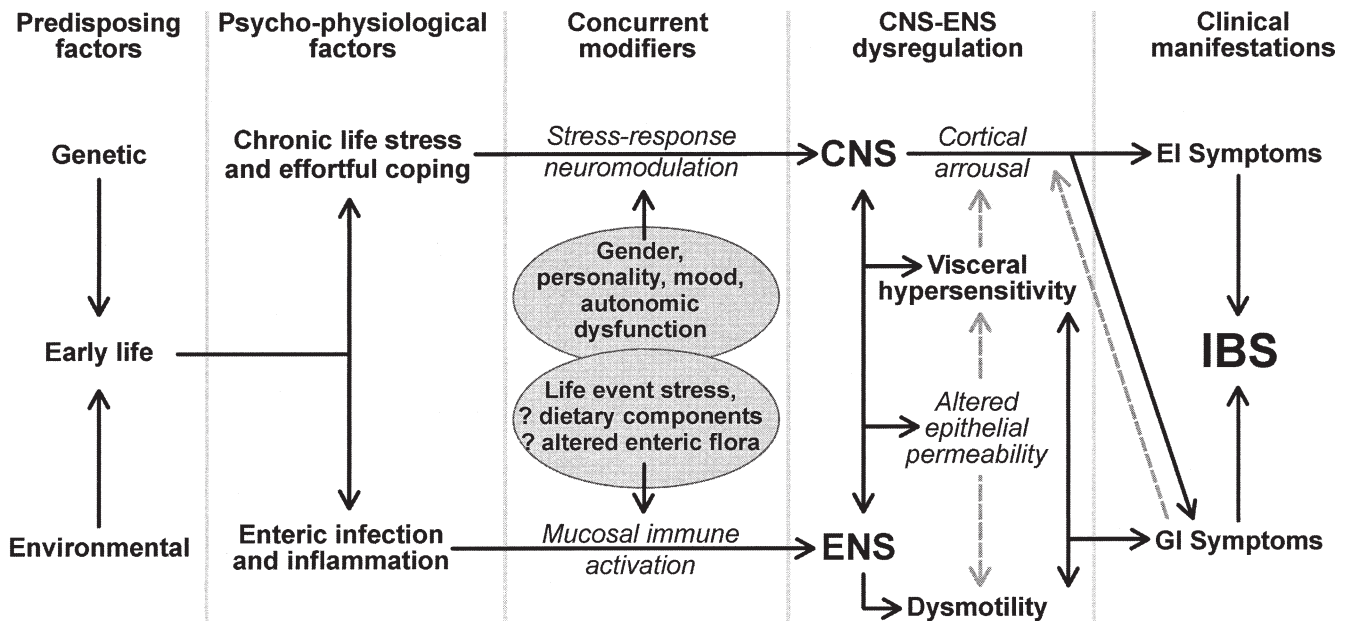 Predisposing
factors
Psycho-physiological
factors
Concurrent
modifiers
CNS-ENS
dysregulation
Clinical
manifestations
Genetic
Early life
Environmental
Chronic life stress
and effortful coping
Enteric infection
and inflammation
Stress-response
neuromodulation
Gender,
personality, mood,
autonomic
dysfunction
Life event stress,
? dietary components
? altered enteric flora
Mucosal immune
activation
CNS
Cortical
arrousal
Visceral
hypersensitivity
Altered
epithelial
permeability
ENS
Dysmotility
EI Symptoms
IBS
GI Symptoms